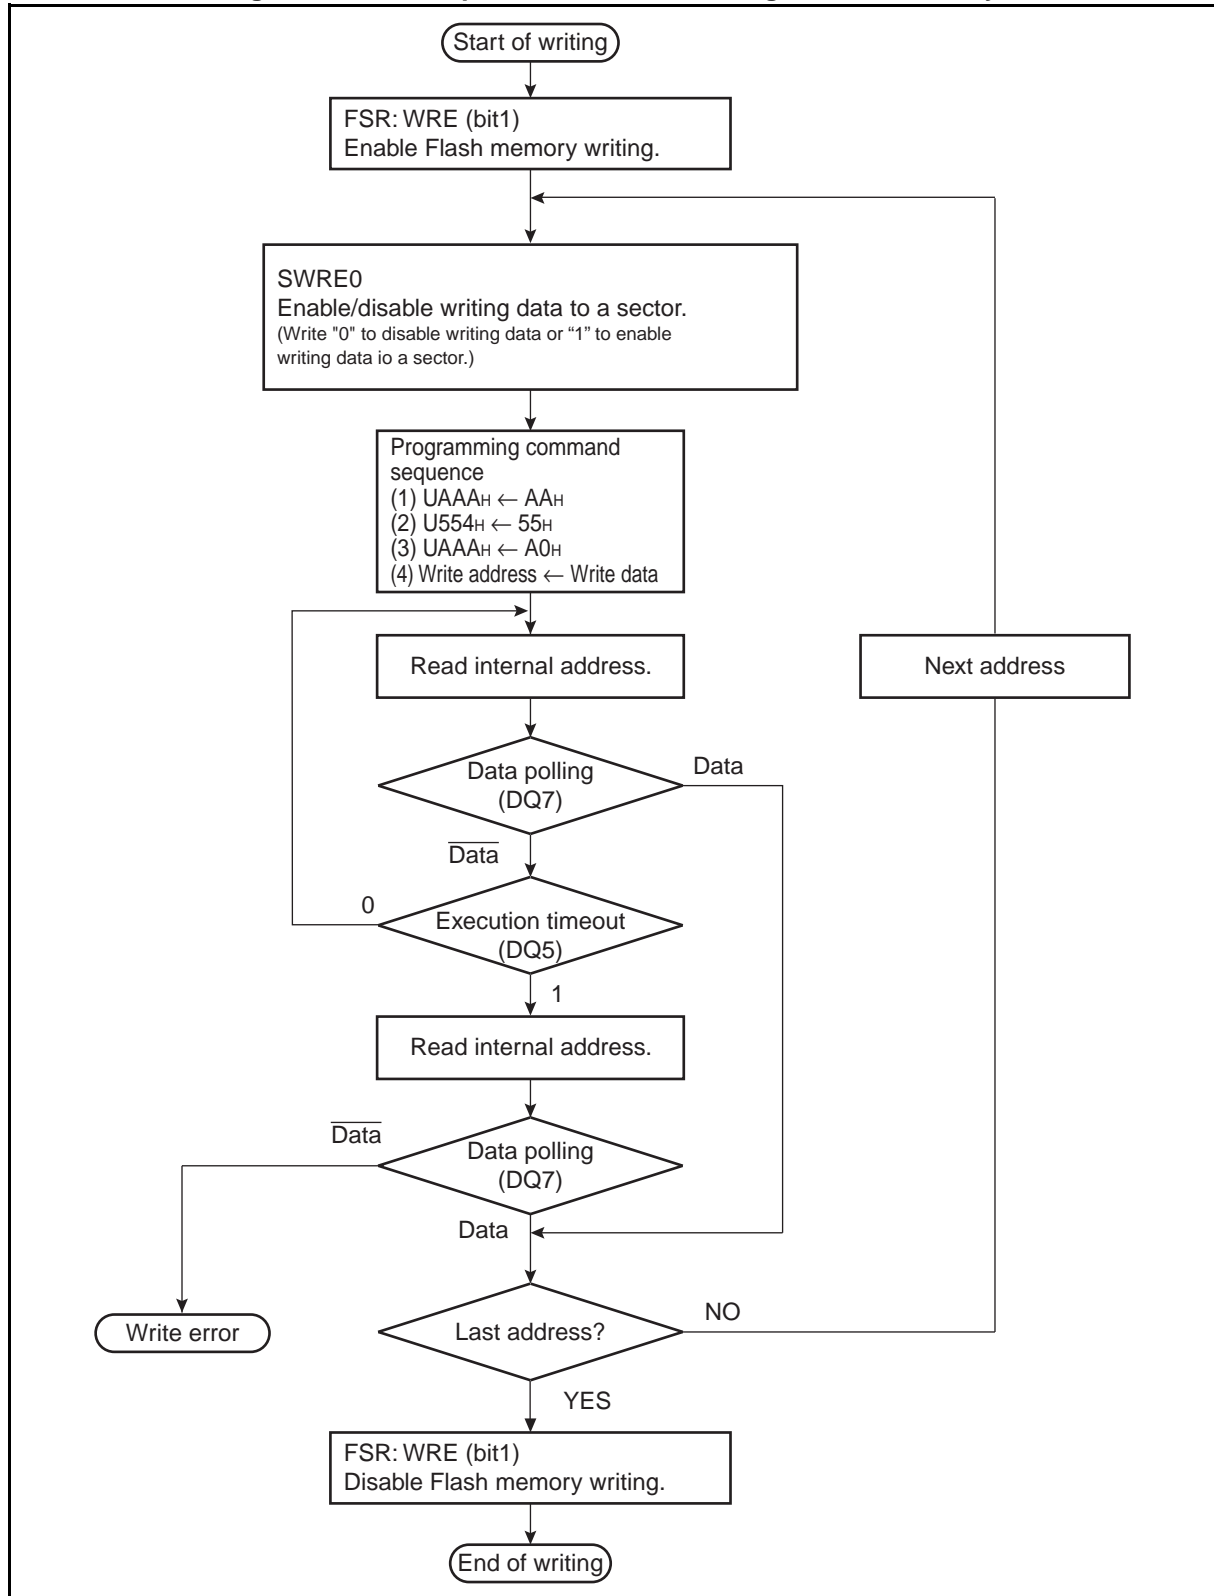 Start of writing
FSR: WRE (bit1)
Enable Flash memory writing.
SWRE0
Enable/disable writing data to a sector.
(Write "0" to disable writing data or “1” to enable
writing data io a sector.)
Programming command
sequence
(1) UAAAH ← AAH
(2) U554H ← 55H
(3) UAAAH ← A0H
(4) Write address ← Write data
Read internal address.
Next address
Data polling
(DQ7)
Data
Data
0
Execution timeout
(DQ5)
1
Read internal address.
Data
Data polling
(DQ7)
Data
Write error
Last address?
NO
YES
FSR: WRE (bit1)
Disable Flash memory writing.
End of writing